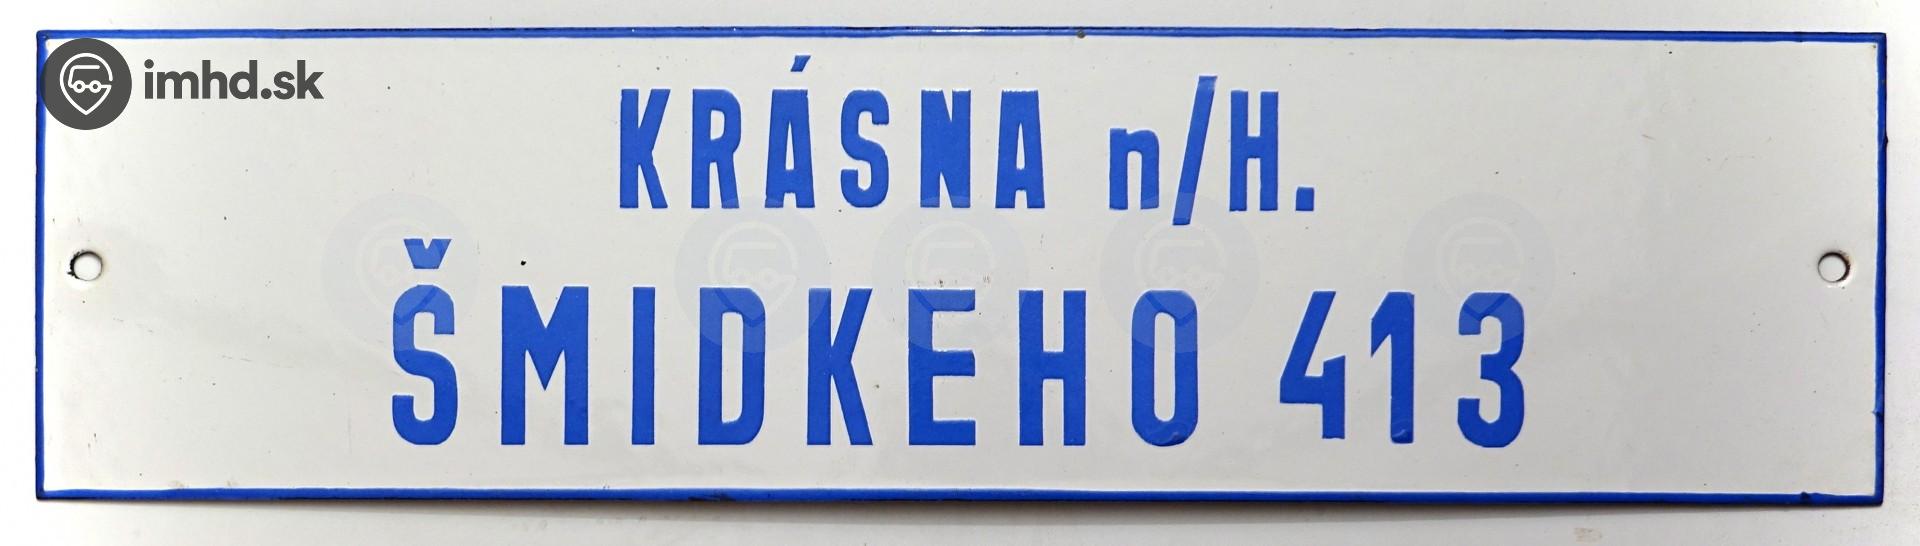 imhd.sk
KRÁSNA n/H.
ŠMIDKEHO 413